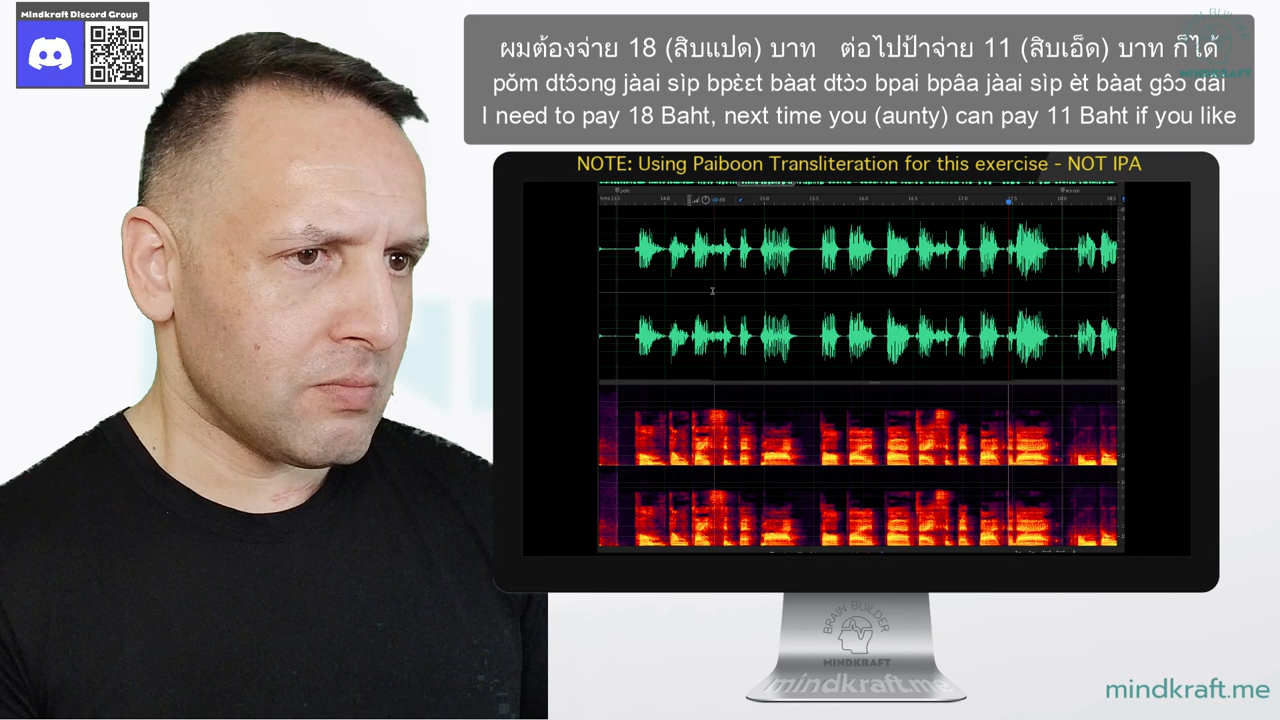 Mindkraft Discord Group
ผมต้องจ่าย 18 (สิบแปด) บาท ต่อไปป้าจ่าย 11 (สิบเอ็ด) บาท ก็ได้
pǒm dtɔ̂ɔng jàai sìp bpɛ̀ɛt bàat dtɔ̀ɔ bpai bpâa jàai sìp èt bàat gɔ̂ɔ dâi
I need to pay 18 Baht, next time you (aunty) can pay 11 Baht if you like
NOTE: Using Paiboon Transliteration for this exercise - NOT IPA
BRAIN BUILDER
MINDKRAFT
mindkraft.me
mindkraft.me